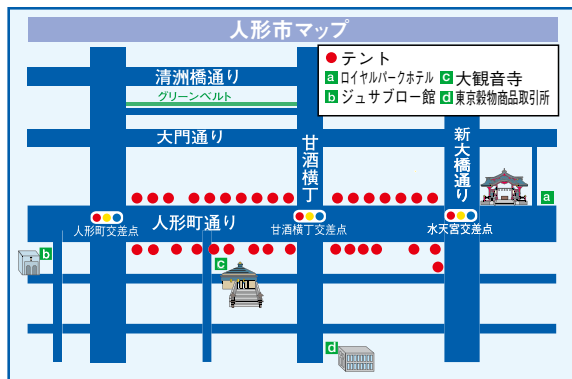 人形市マップ
テント
a ロイヤルパークホテル
c 大観音寺
b ジュサブロー館
d 東京穀物商品取引所
清洲橋通り
グリーンベルト
大門通り
甘酒横丁
新大橋通り
a
人形町通り
人形町交差点
甘酒横丁交差点
水天宮交差点
b
c
d